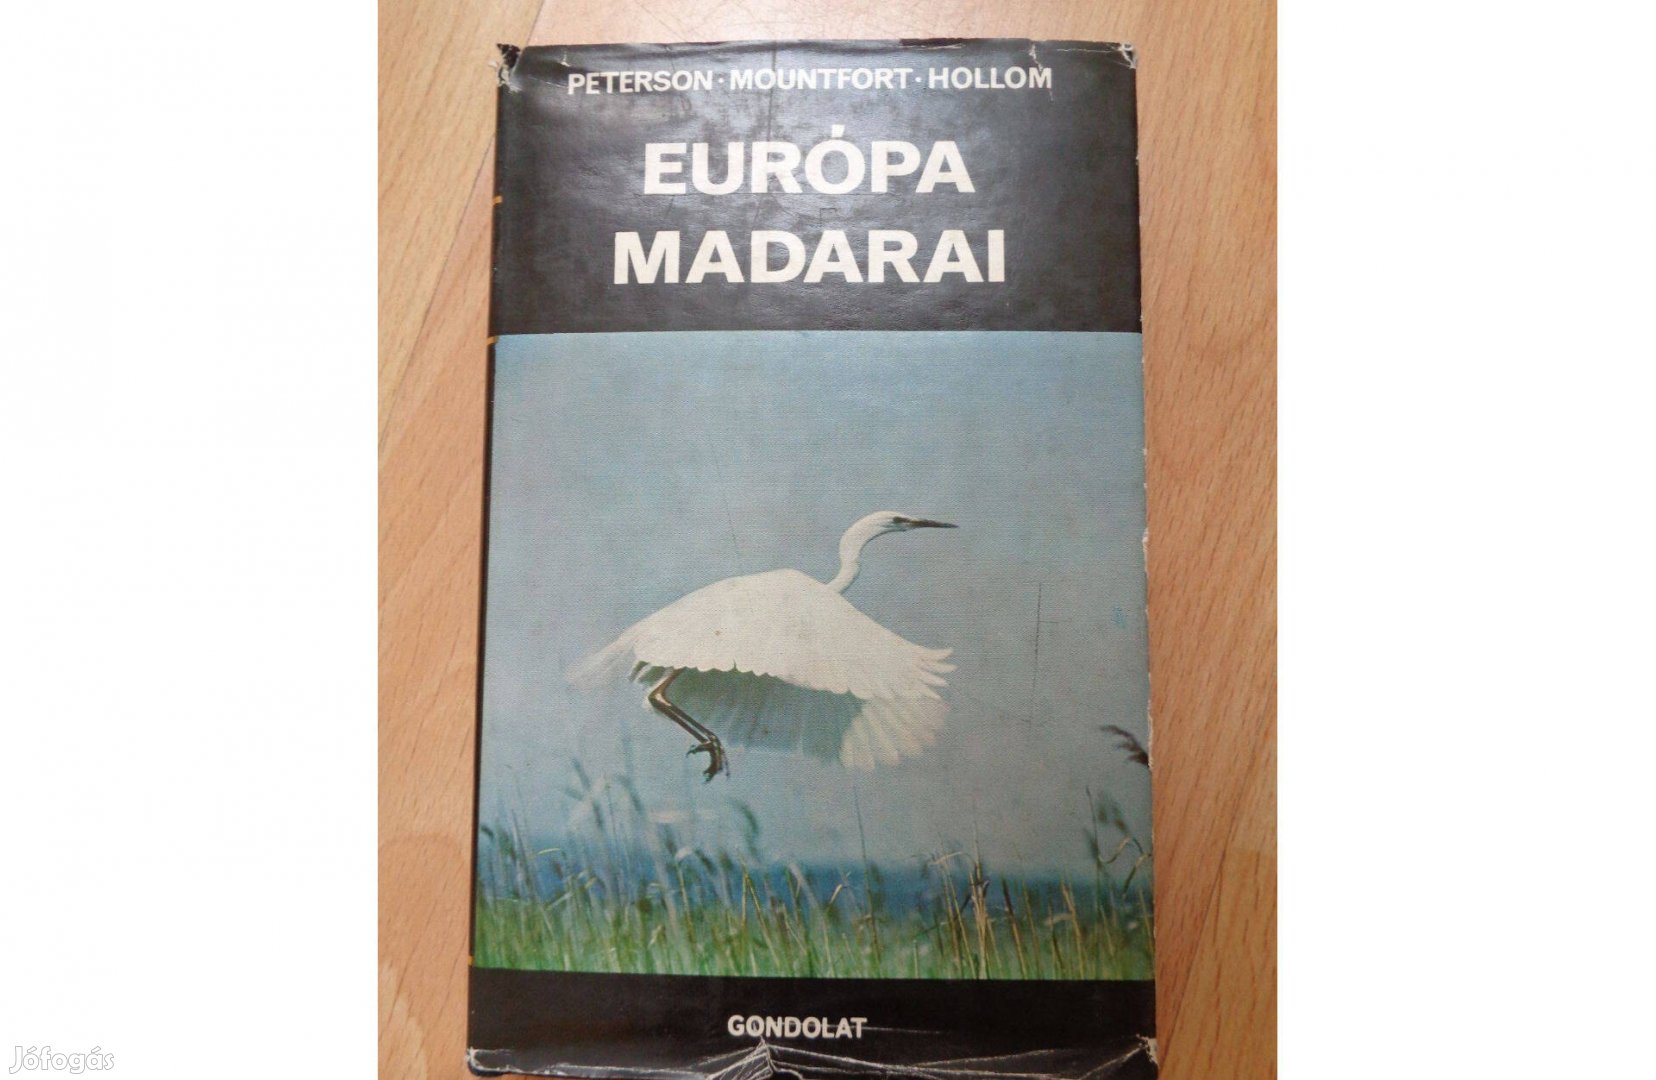 PETERSON · MOUNTFORT · HOLLOM
EURÓPA
MADARAI
GONDOLAT
Jófogás